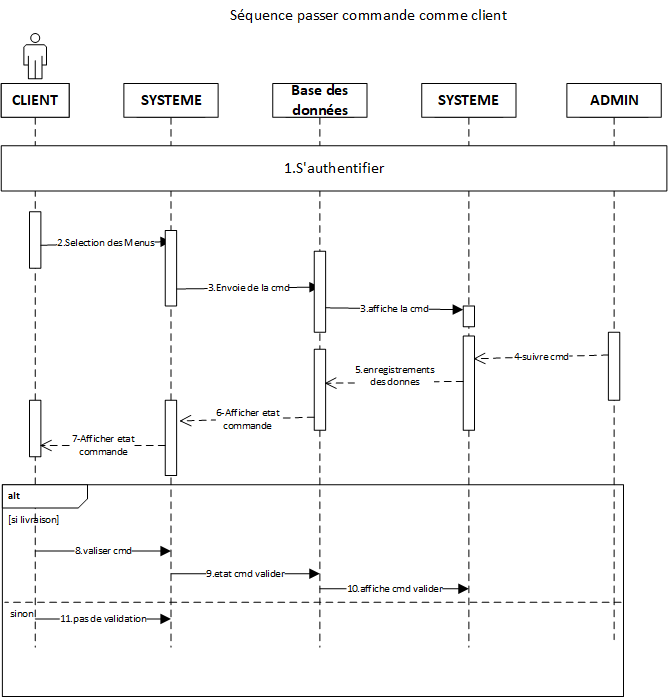 Séquence passer commande comme client
CLIENT
SYSTEME
Base des
données
SYSTEME
ADMIN
1.S'authentifier
2.Selection des Menus
3.Envoie de la cmd
3.affiche la cmd
4-suivre cmd
5.enregistrements
des donnes
6-Afficher etat
commande
7-Afficher etat
commande
alt
[si livraison]
8.valiser cmd
9.etat cmd valider
10.affiche cmd valider
sinon
11.pas de validation